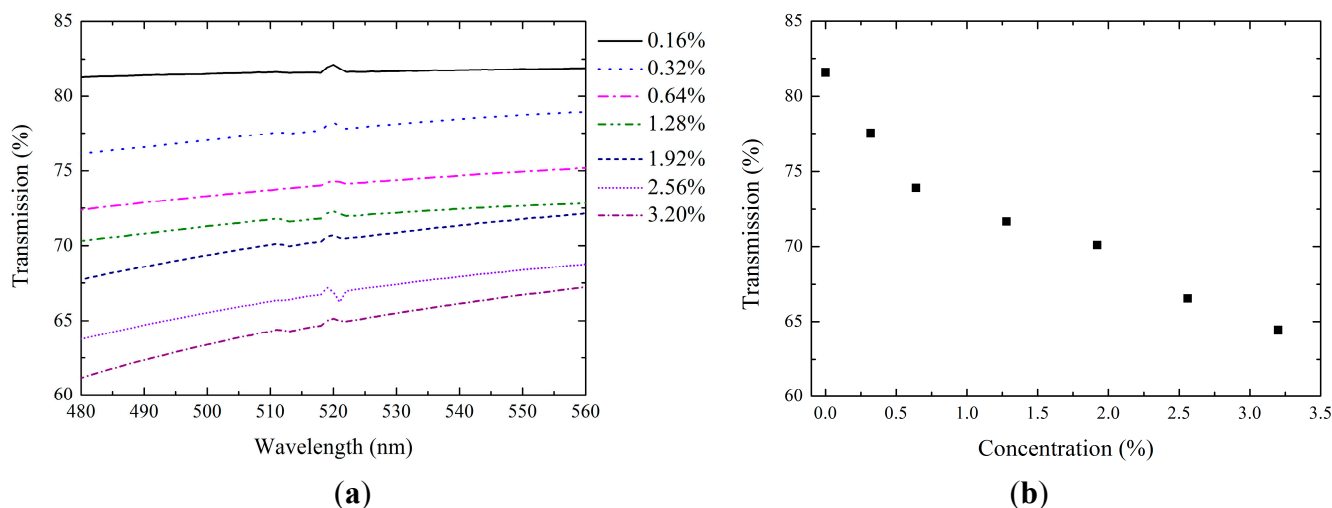 85
80
75
70
65
60
Transmission (%)
480 490 500 510 520 530 540 550 560
Wavelength (nm)
0.16%
0.32%
0.64%
1.28%
1.92%
2.56%
3.20%
(a)
85
80
75
70
65
60
Transmission (%)
0.0 0.5 1.0 1.5 2.0 2.5 3.0 3.5
Concentration (%)
(b)